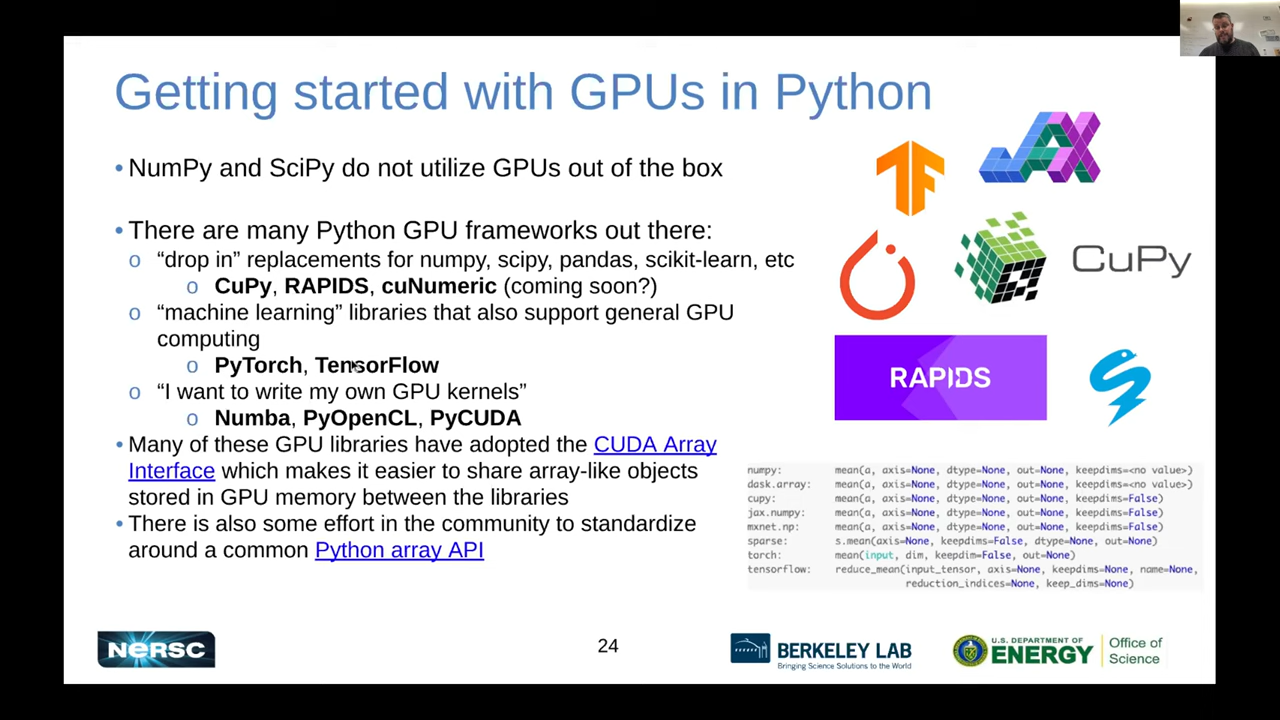 Getting started with GPUs in Python
• NumPy and SciPy do not utilize GPUs out of the box
• There are many Python GPU frameworks out there:
o “drop in” replacements for numpy, scipy, pandas, scikit-learn, etc
o CuPy, RAPIDS, cuNumeric (coming soon?)
o “machine learning” libraries that also support general GPU
computing
o PyTorch, TensorFlow
o “I want to write my own GPU kernels”
o Numba, PyOpenCL, PyCUDA
• Many of these GPU libraries have adopted the CUDA Array
Interface which makes it easier to share array-like objects
stored in GPU memory between the libraries
• There is also some effort in the community to standardize
around a common Python array API
JAX
TF
CuPy
RAPIDS
numpy: mean(a, axis=None, dtype=None, out=None, keepdims=<no value>)
dask.array: mean(a, axis=None, dtype=None, out=None, keepdims=<no value>)
cupy: mean(a, axis=None, dtype=None, out=None, keepdims=False)
jax.numpy: mean(a, axis=None, dtype=None, out=None, keepdims=False)
mxnet.np: mean(a, axis=None, dtype=None, out=None, keepdims=False)
sparse: s.mean(axis=None, keepdims=False, dtype=None, out=None)
torch: mean(input, dim, keepdim=False, out=None)
tensorflow: reduce_mean(input_tensor, axis=None, keepdims=None, name=None,
reduction_indices=None, keep_dims=None)
NERSC
24
BERKELEY LAB
Bringing Science Solutions to the World
U.S. DEPARTMENT OF
ENERGY
Office of
Science